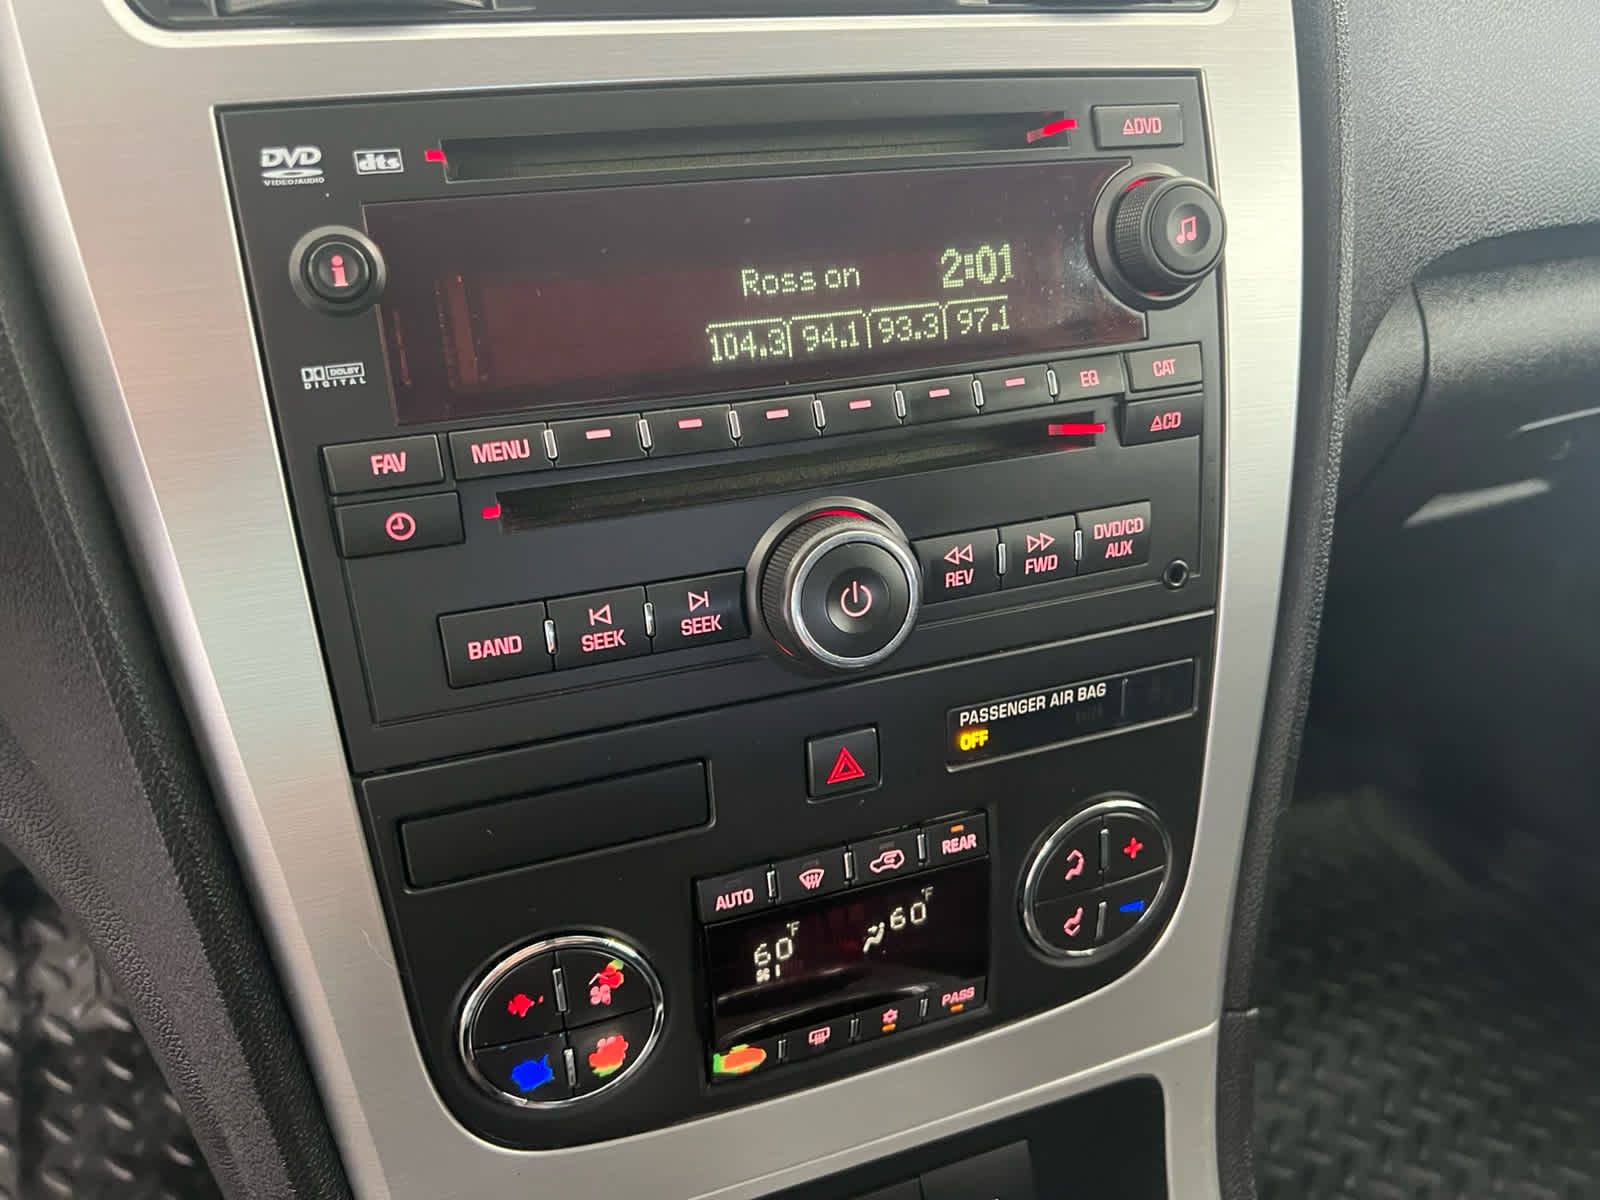 DVD
VIDEO/AUDIO
dts
DVD
Ross on
2:01
104.3 94.1 93.3 97.1
DOLBY
DIGITAL
FAV
MENU
EQ
CAT
CD
BAND
SEEK
SEEK
REV
FWD
DVD/CD
AUX
PASSENGER AIR BAG
OFF
AUTO
REAR
60°F
60°F
PASS